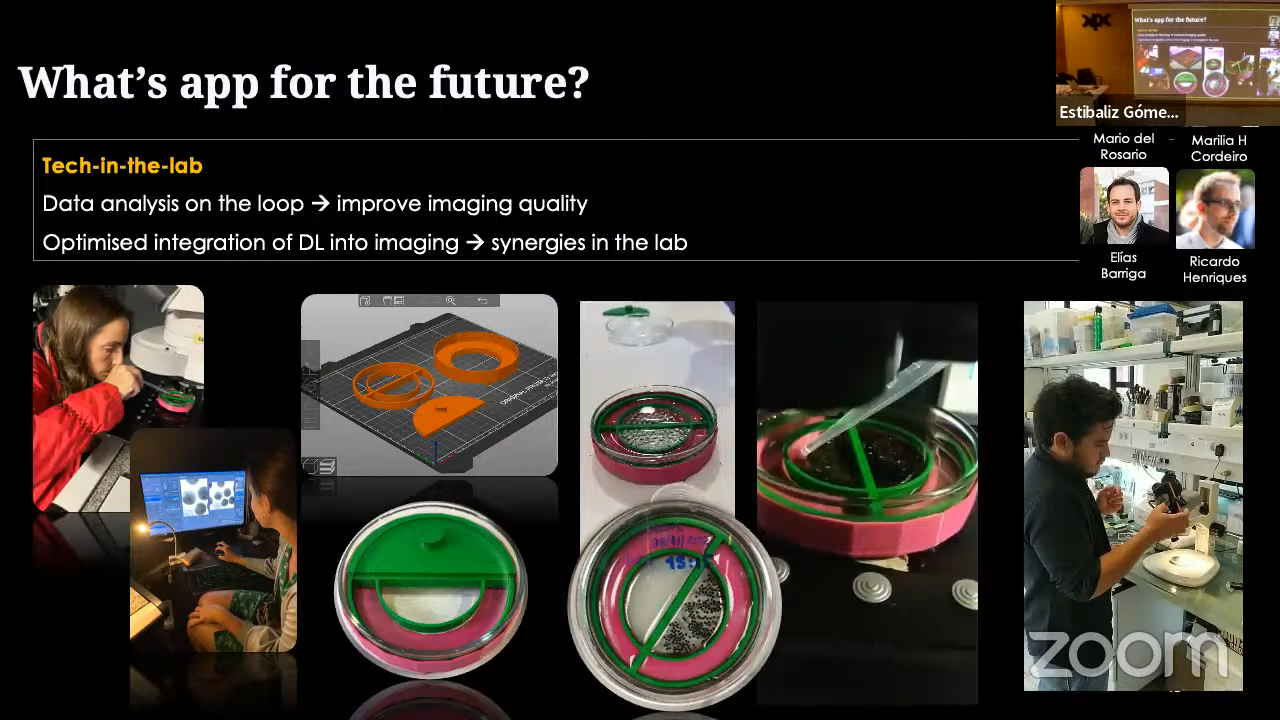 What's app for the future?
Tech-in-the-lab
Data analysis on the loop → improve imaging quality
Optimised integration of DL into imaging → synergies in the lab
What's app for the future?
Estibaliz Góme...
Mario del
Rosario
Marilia H
Cordeiro
Elías
Barriga
Ricardo
Henriques
zoom